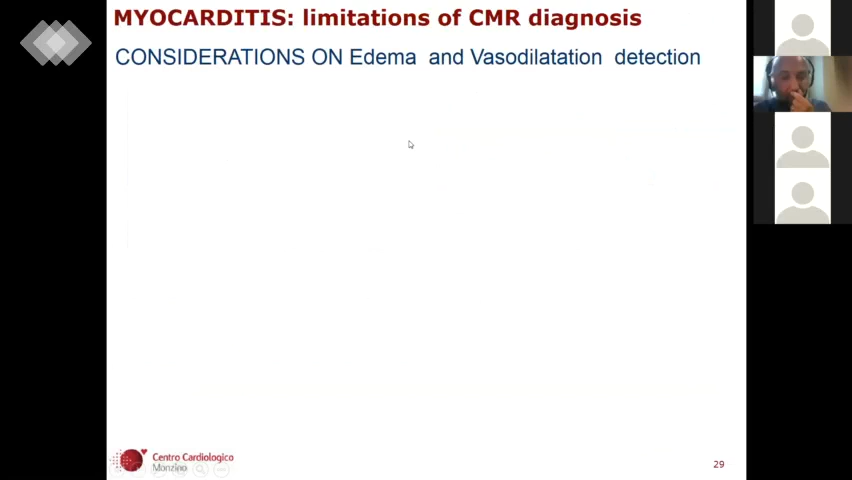 MYOCARDITIS: limitations of CMR diagnosis
CONSIDERATIONS ON Edema and Vasodilatation detection
Centro Cardiologico
Monzino
29